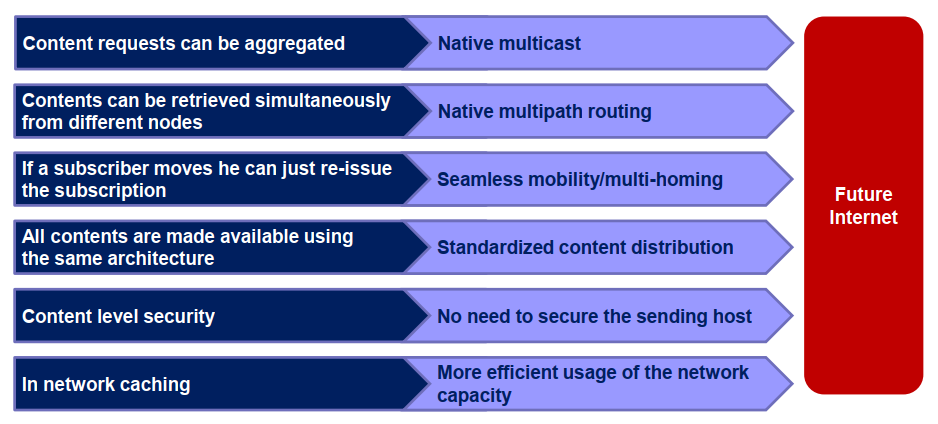 Content requests can be aggregated
Native multicast
Contents can be retrieved simultaneously
from different nodes
Native multipath routing
If a subscriber moves he can just re-issue
the subscription
Seamless mobility/multi-homing
All contents are made available using
the same architecture
Standardized content distribution
Content level security
No need to secure the sending host
In network caching
More efficient usage of the network
capacity
Future
Internet